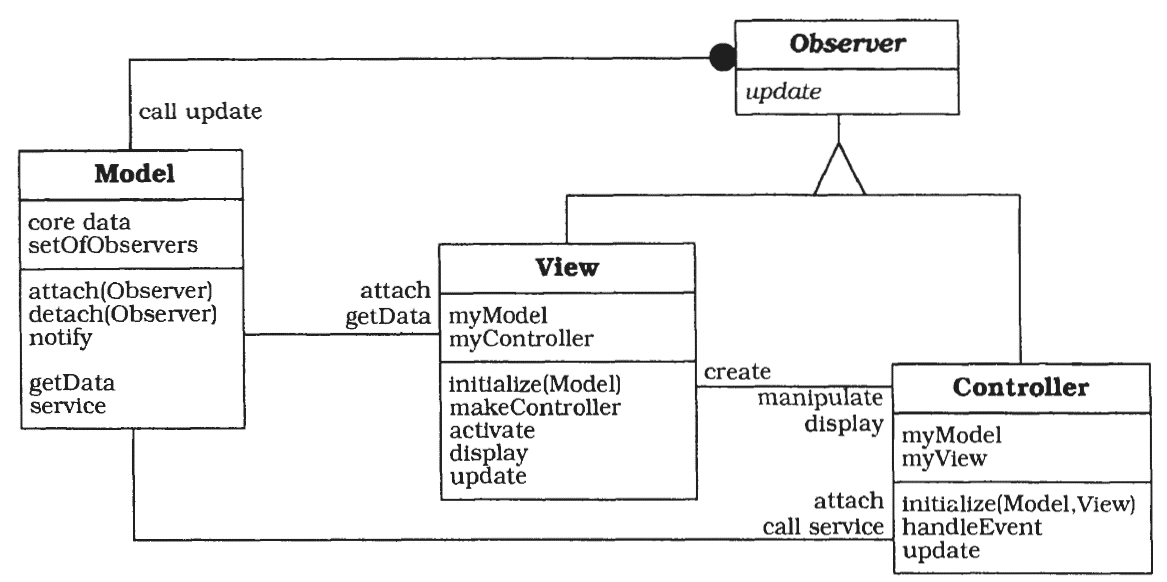 Observer
update
call update
Model
core data
setOfObservers
attach(Observer)
detach(Observer)
notify
getData
service
attach
getData
View
myModel
myController
initialize(Model)
makeController
activate
display
update
create
manipulate
display
Controller
myModel
myView
attach
call service
initialize(Model,View)
handleEvent
update